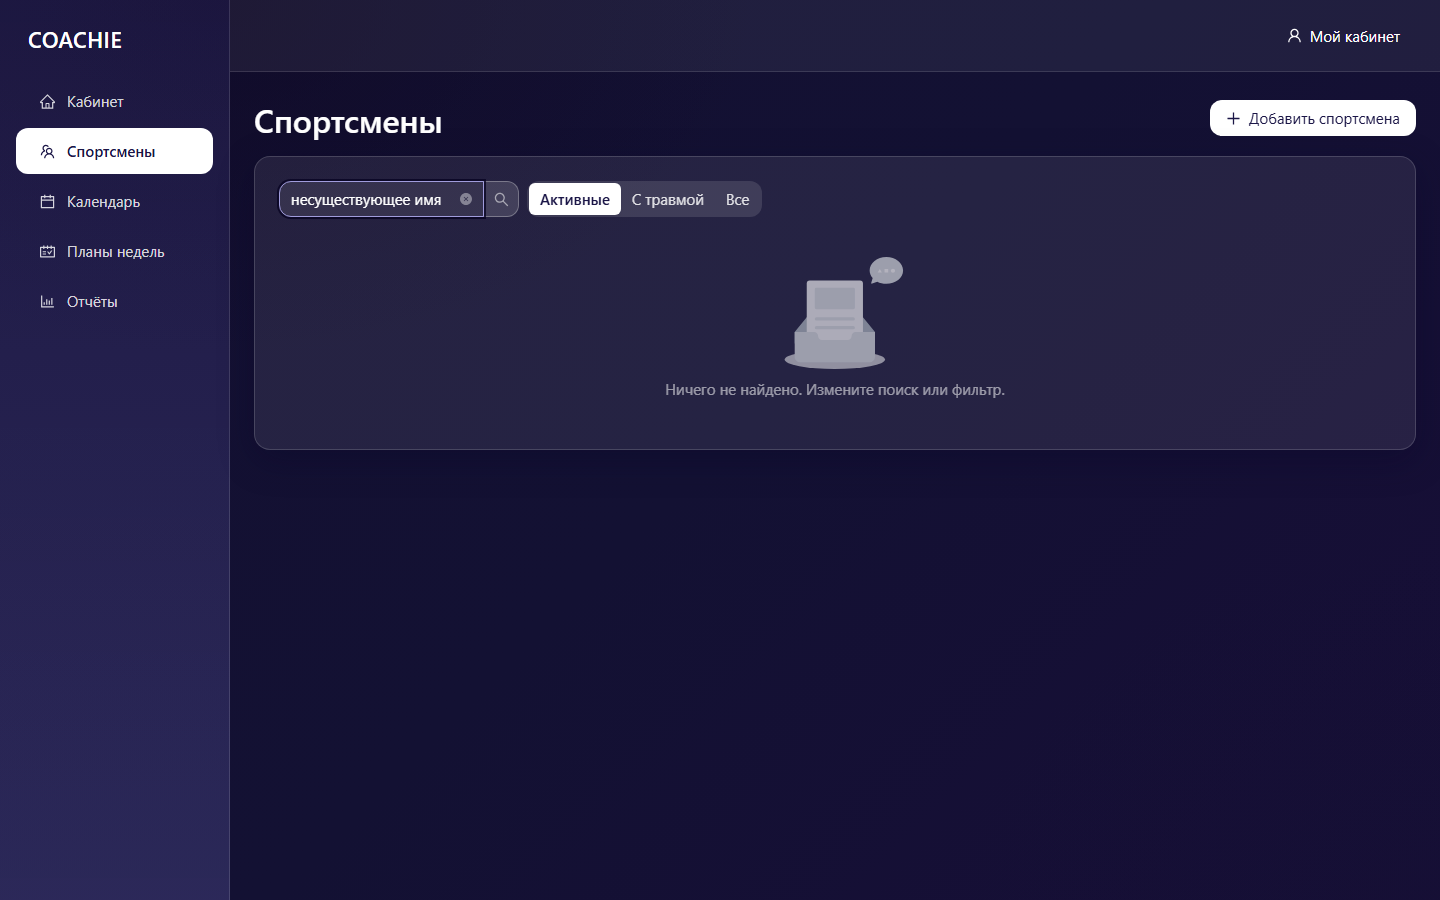 COACHIE
Мой кабинет
Кабинет
Спортсмены
Календарь
Планы недель
Отчёты
Спортсмены
Добавить спортсмена
несуществующее имя
Активные
С травмой
Все
Ничего не найдено. Измените поиск или фильтр.